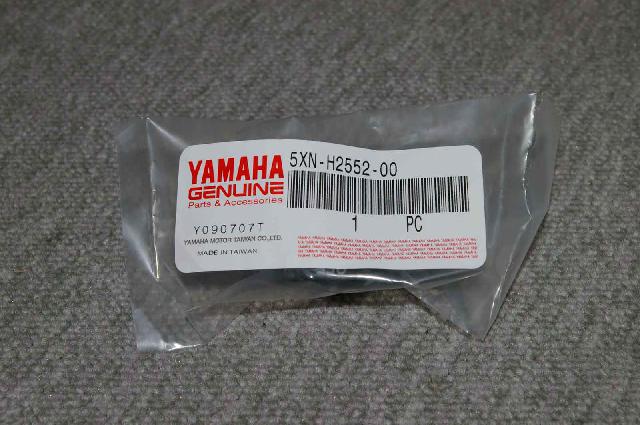 YAMAHA
GENUINE
Parts & Accessories
5XN-H2552-00
1 PC
Y090707T
YAMAHA MOTOR TAIWAN CO.,LTD.
MADE IN TAIWAN